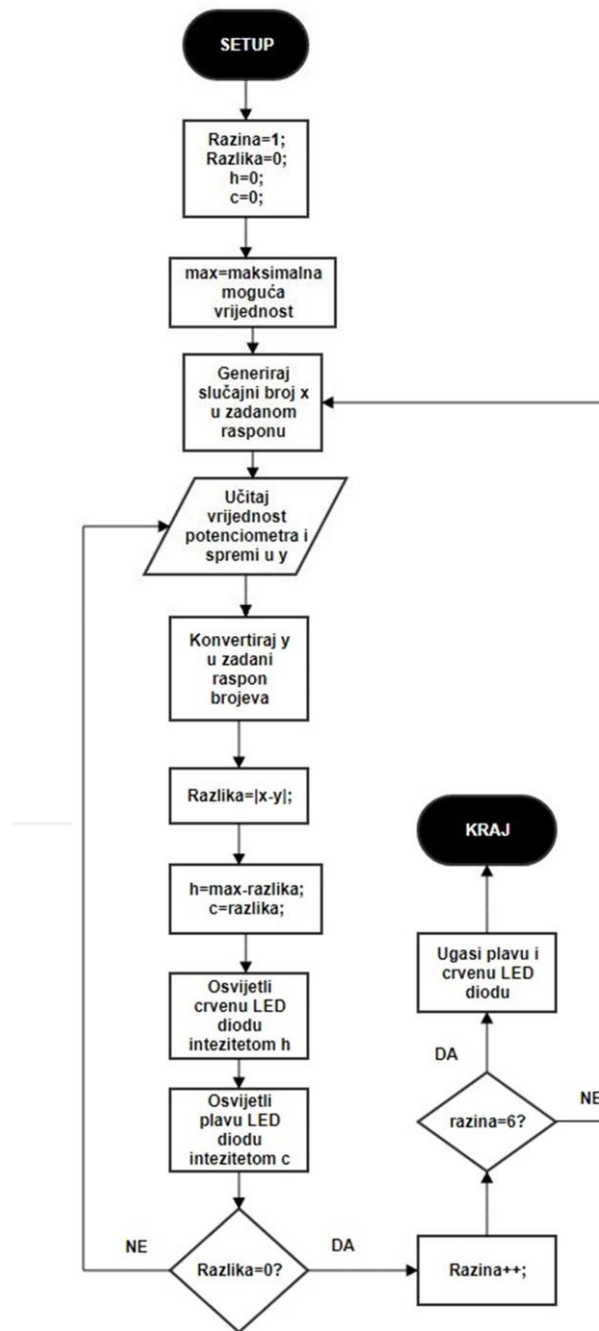 SETUP
Razina=1;
Razlika=0;
h=0;
c=0;
max=maksimalna
moguća
vrijednost
Generiraj
slučajni broj x
u zadanom
rasponu
Učitaj
vrijednost
potenciometra i
spremi u y
Konvertiraj y
u zadani
raspon
brojeva
Razlika=|x-y|;
h=max-razlika;
c=razlika;
Osvijetli
crvenu LED
diodu
intezitetom h
Osvijetli
plavu LED
diodu
intezitetom c
Razlika=0?
NE
DA
Razina++;
razina=6?
DA
NE
Ugasi plavu i
crvenu LED
diodu
KRAJ